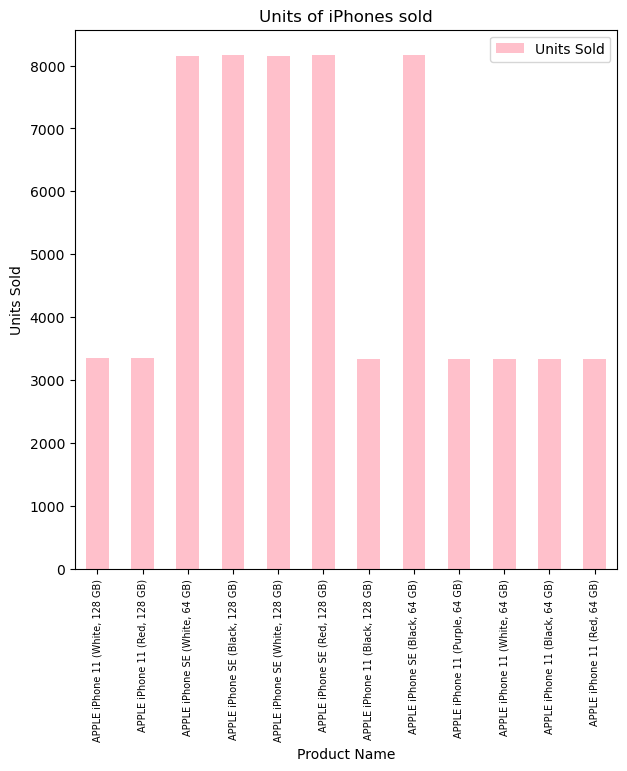 Units of iPhones sold
Units Sold
8000
7000
6000
5000
4000
3000
2000
1000
0
Units Sold
APPLE iPhone 11 (White, 128 GB)
APPLE iPhone 11 (Red, 128 GB)
APPLE iPhone SE (White, 64 GB)
APPLE iPhone SE (Black, 128 GB)
APPLE iPhone SE (White, 128 GB)
APPLE iPhone SE (Red, 128 GB)
APPLE iPhone 11 (Black, 128 GB)
APPLE iPhone SE (Black, 64 GB)
APPLE iPhone 11 (Purple, 64 GB)
APPLE iPhone 11 (White, 64 GB)
APPLE iPhone 11 (Black, 64 GB)
APPLE iPhone 11 (Red, 64 GB)
Product Name